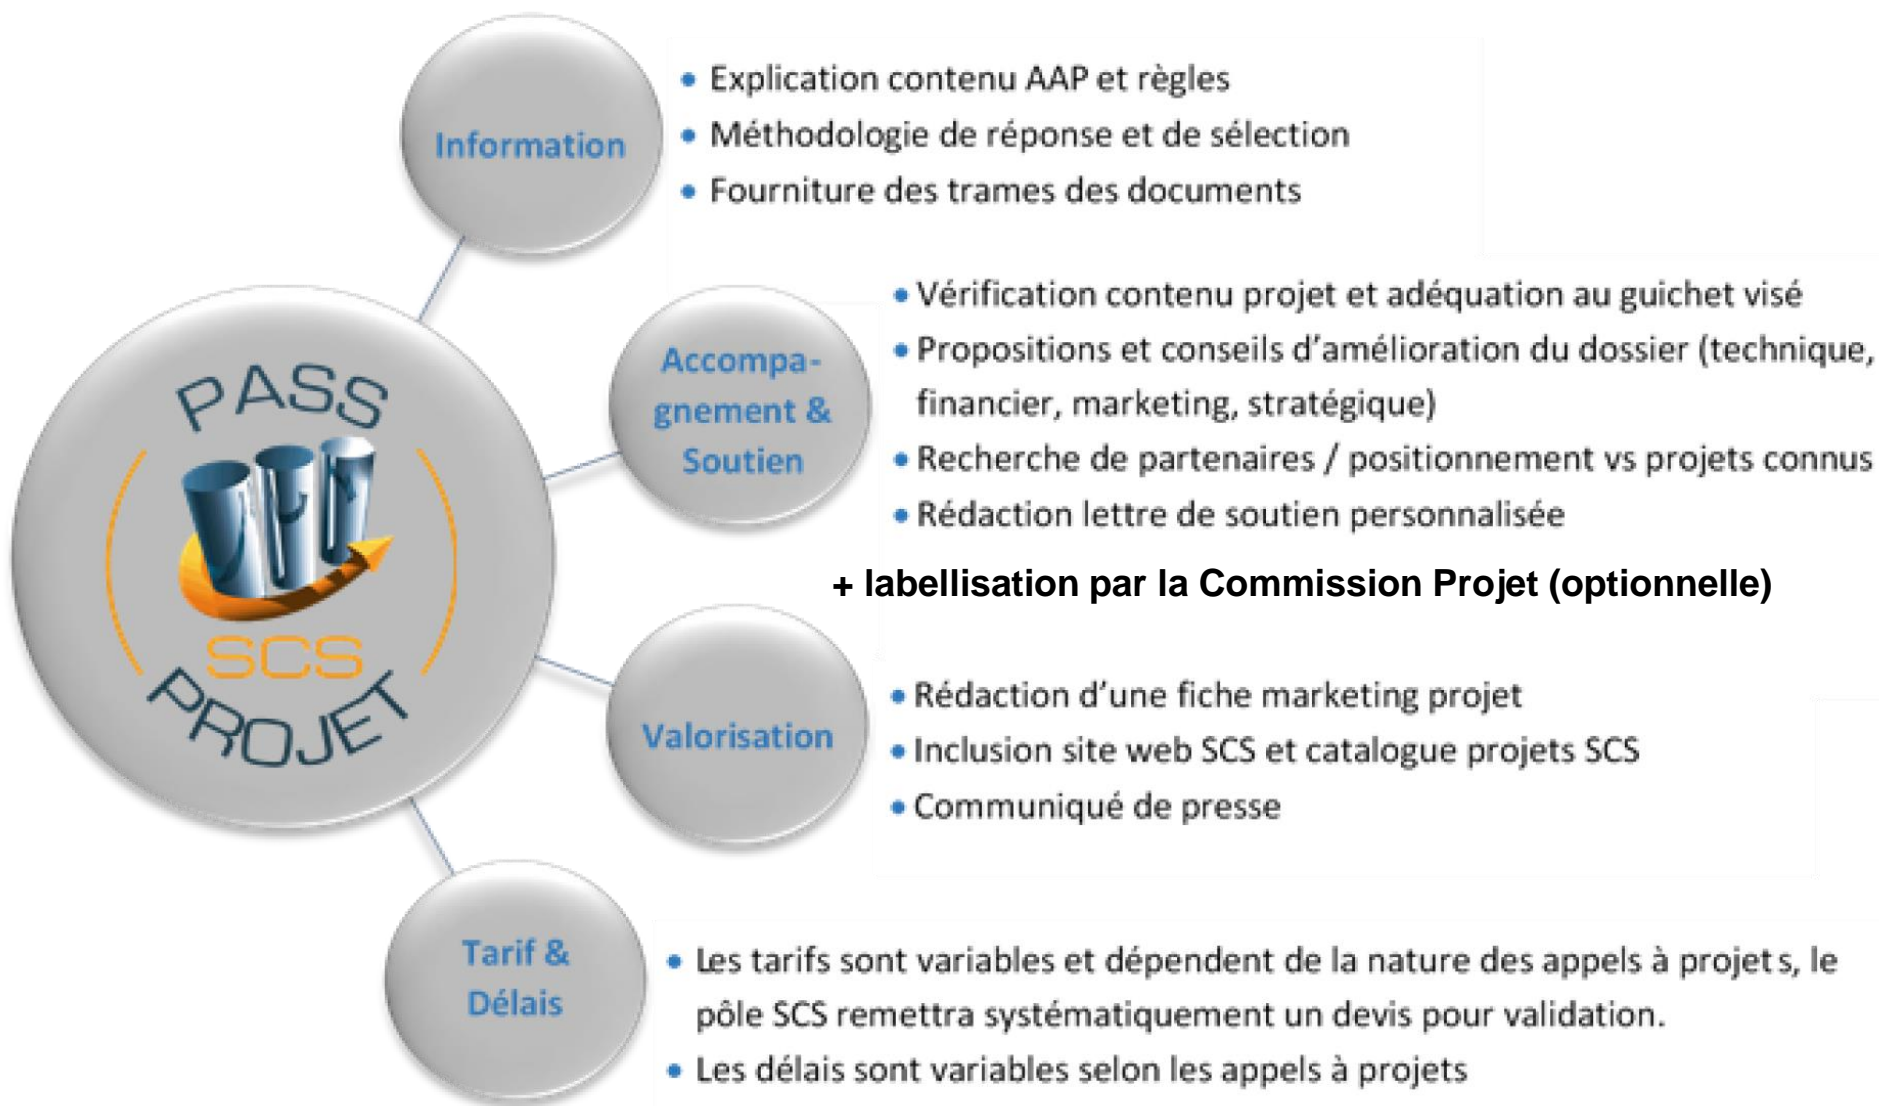 PASS
SCS
PROJET
Information
• Explication contenu AAP et règles
• Méthodologie de réponse et de sélection
• Fourniture des trames des documents
Accompa-
gnement &
Soutien
• Vérification contenu projet et adéquation au guichet visé
• Propositions et conseils d’amélioration du dossier (technique,
financier, marketing, stratégique)
• Recherche de partenaires / positionnement vs projets connus
• Rédaction lettre de soutien personnalisée
+ labellisation par la Commission Projet (optionnelle)
Valorisation
• Rédaction d’une fiche marketing projet
• Inclusion site web SCS et catalogue projets SCS
• Communiqué de presse
Tarif &
Délais
• Les tarifs sont variables et dépendent de la nature des appels à projets, le
pôle SCS remettra systématiquement un devis pour validation.
• Les délais sont variables selon les appels à projets